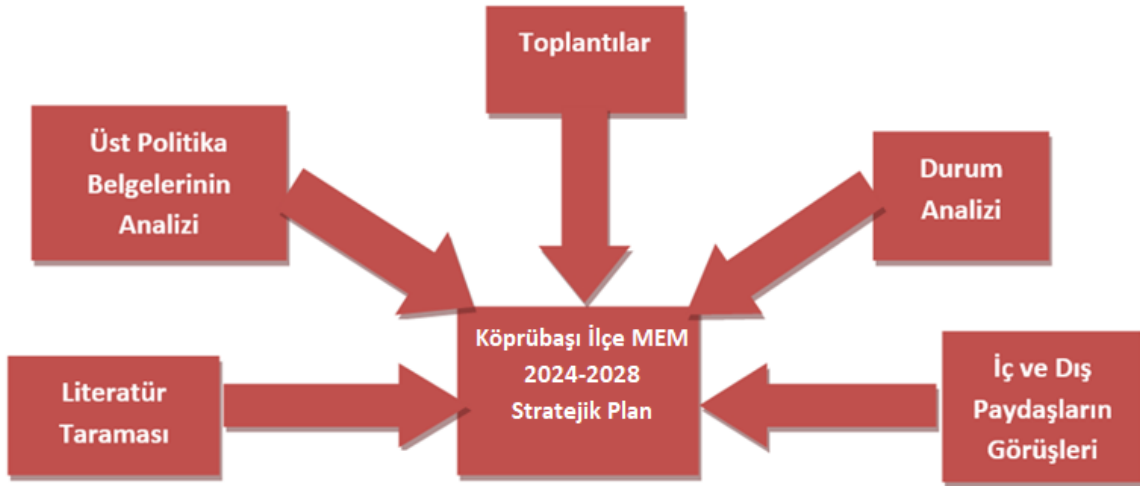 Toplantılar
Üst Politika
Belgelerinin
Analizi
Durum
Analizi
Köprübaşı İlçe MEM
2024-2028
Stratejik Plan
Literatür
Taraması
İç ve Dış
Paydaşların
Görüşleri